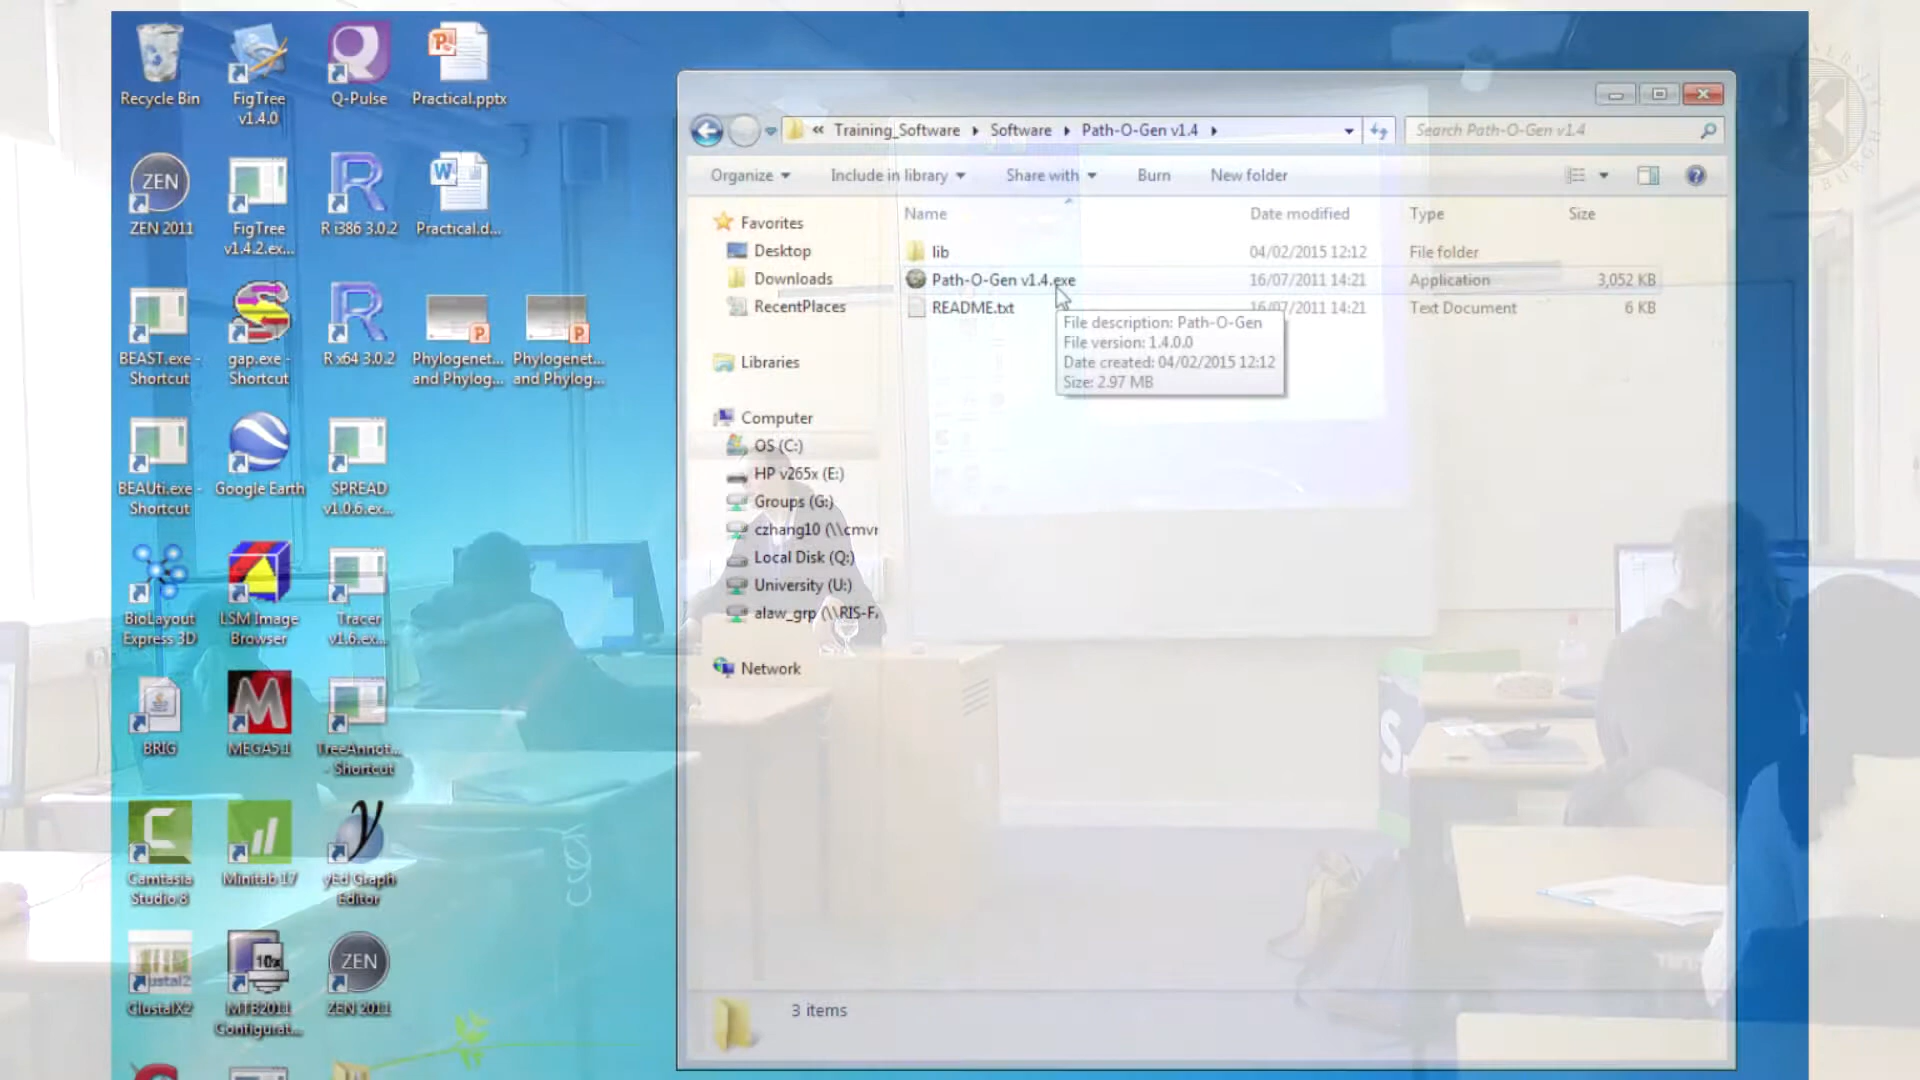 Recycle Bin
FigTree
v1.4.0
Q-Pulse
Practical.pptx
ZEN
ZEN 2011
FigTree
v1.4.2.ex...
R i386 3.0.2
Practical.d...
BEAST.exe -
Shortcut
gap.exe -
Shortcut
R x64 3.0.2
Phylogenet...
and Phylog...
Phylogenet...
and Phylog...
BEAUti.exe -
Shortcut
Google Earth
SPREAD
v1.0.6.ex...
BioLayout
Express 3D
LSM Image
Browser
Tracer
v1.6.ex...
BRIG
MEGA5.1
TreeAnnot...
- Shortcut
Camtasia
Studio 8
Minitab 17
yEd Graph
Editor
ClustalX2
MTB2011
Configurat...
ZEN
ZEN 2011
« Training_Software Software Path-O-Gen v1.4
Search Path-O-Gen v1.4
Organize Include in library Share with Burn New folder
Name Date modified Type Size
lib 04/02/2015 12:12 File folder
Path-O-Gen v1.4.exe 16/07/2011 14:21 Application 3,052 KB
README.txt 16/07/2011 14:21 Text Document 6 KB
File description: Path-O-Gen
File version: 1.4.0.0
Date created: 04/02/2015 12:12
Size: 2.97 MB
Favorites
Desktop
Downloads
RecentPlaces
Libraries
Computer
OS (C:)
HP v265x (E:)
Groups (G:)
czhang10 (\\cmvr
Local Disk (Q:)
University (U:)
alaw_grp (\\RIS-FA
Network
3 items